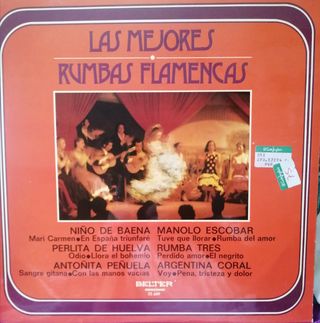 LAS MEJORES
RUMBAS FLAMENCAS
NIÑO DE BAENA
Mari Carmen●En España triunfaré
PERLITA DE HUELVA
Odio●Llora el bohemio
ANTOÑITA PEÑUELA
Sangre gitana●Con las manos vacías
MANOLO ESCOBAR
Tuve que llorar●Rumba del amor
RUMBA TRES
Perdido amor●El negrito
ARGENTINA CORAL
Voy●Pena, tristeza y dolor
BELTER